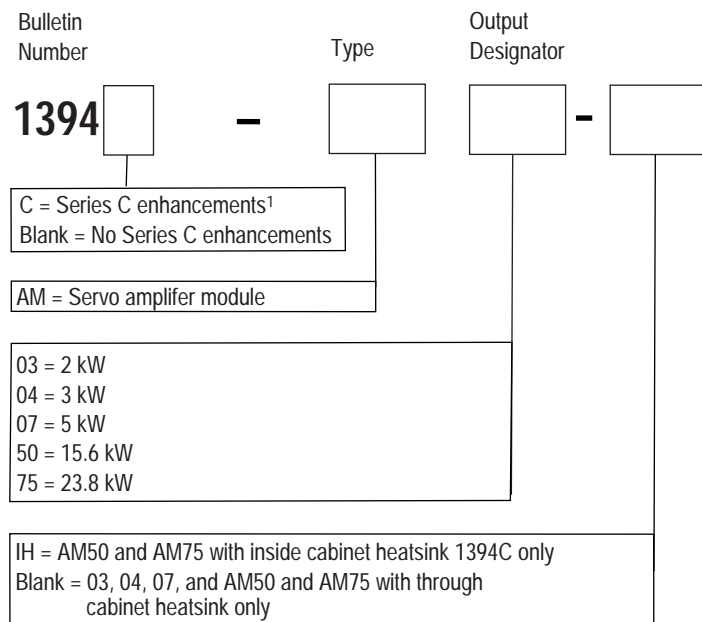 Bulletin
Number
Type
Output
Designator
1394 - -
C = Series C enhancements1
Blank = No Series C enhancements
AM = Servo amplifer module
03 = 2 kW
04 = 3 kW
07 = 5 kW
50 = 15.6 kW
75 = 23.8 kW
IH = AM50 and AM75 with inside cabinet heatsink 1394C only
Blank = 03, 04, 07, and AM50 and AM75 with through
cabinet heatsink only